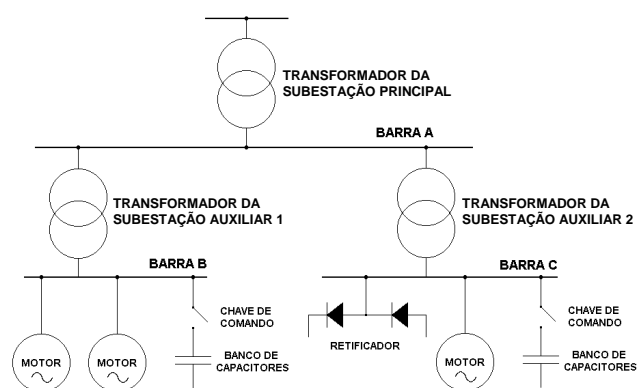 TRANSFORMADOR DA
SUBESTAÇÃO PRINCIPAL
BARRA A
TRANSFORMADOR DA
SUBESTAÇÃO AUXILIAR 1
TRANSFORMADOR DA
SUBESTAÇÃO AUXILIAR 2
BARRA B
BARRA C
CHAVE DE
COMANDO
CHAVE DE
COMANDO
RETIFICADOR
MOTOR
MOTOR
BANCO DE
CAPACITORES
MOTOR
BANCO DE
CAPACITORES